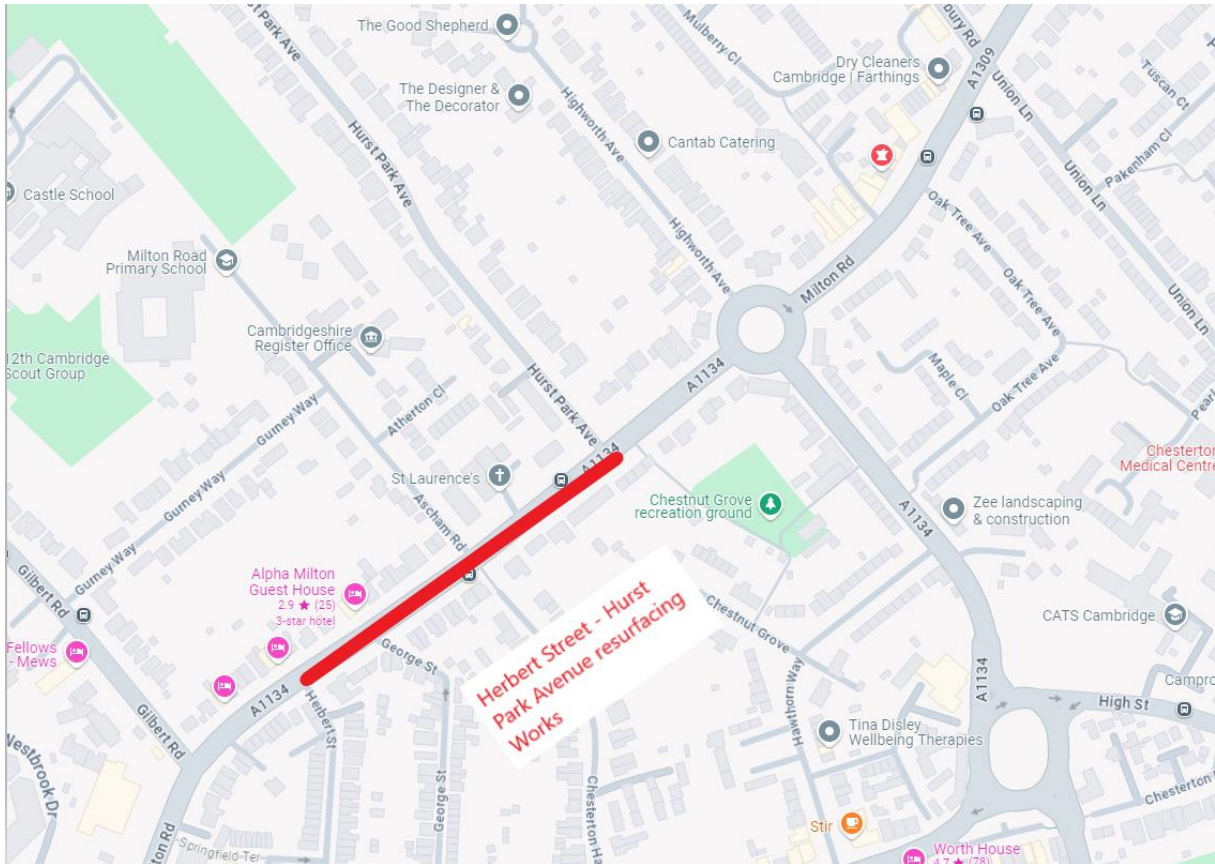 The Good Shepherd
Mulberry Cl
Dry Cleaners
Cambridge | Farthings
A1309
Union Ln
Tuscan Ct
The Designer &
The Decorator
Highworth Ave
Hurst Park Ave
Cantab Catering
Pakenham Cl
Castle School
Union Ln
Oak Tree Ave
Milton Road
Primary School
Highworth Ave
Milton Rd
Oak Tree Ave
Union Ln
Cambridgeshire
Register Office
12th Cambridge
Scout Group
Hurst Park Ave
A1134
Maple Cl
Oak Tree Ave
Atherton Cl
Gurney Way
A1134
Chesterton
Medical Centre
St Laurence's
Ascham Rd
Gurney Way
Chestnut Grove
recreation ground
Zee landscaping
& construction
A1134
Gurney Way
Gilbert Rd
Alpha Milton
Guest House
2.9 ★ (25)
3-star hotel
Herbert Street - Hurst
Park Avenue resurfacing
Works
Chestnut Grove
CATS Cambridge
Fellows
- Mews
George St
A1134
A1134
High St
Herbert St
Gilbert Rd
Hawthorn Way
Tina Disley
Wellbeing Therapies
Westbrook Dr
George St
Chesterton Ha
Chesterton
Stir
ton Rd
Springfield Ter
Worth House
4.7 ★ (78)